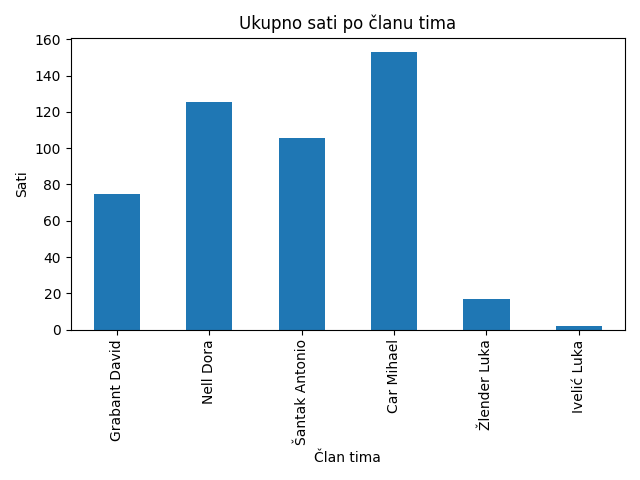 Ukupno sati po članu tima
160
140
120
100
80
60
40
20
0
Sati
Grabant David
Nell Dora
Šantak Antonio
Car Mihael
Žlender Luka
Ivelić Luka
Član tima